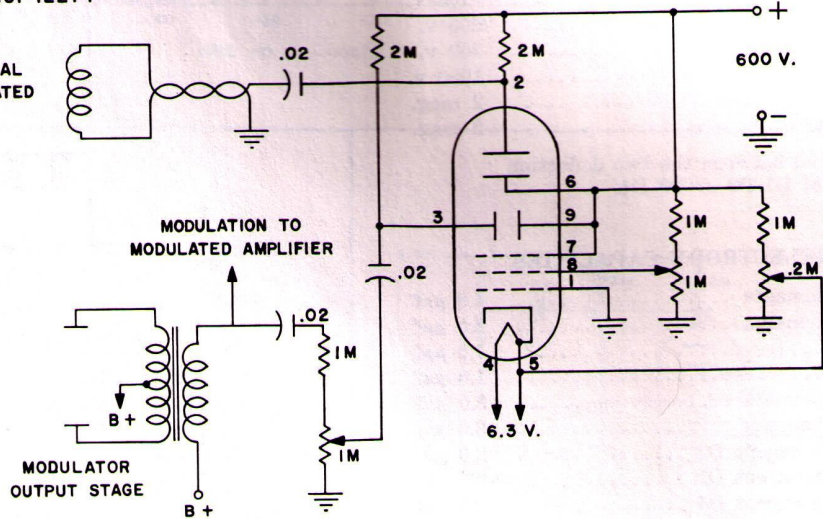 AL
TED
.02
2M
2M
2
+
600 V.
-
6
3
9
7
8
1
1M
1M
1M
.2M
MODULATION TO
MODULATED AMPLIFIER
.02
.02
1M
1M
4
5
6.3 V.
B+
MODULATOR
OUTPUT STAGE
B+